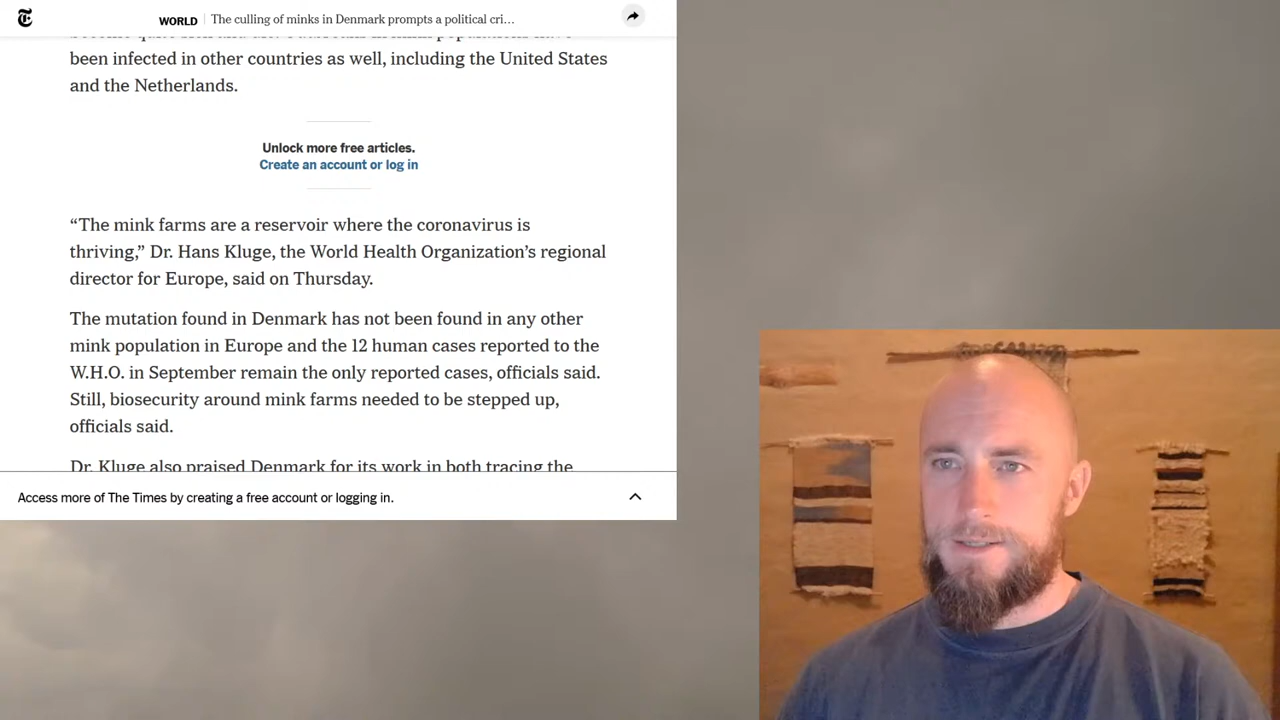 WORLD | The culling of minks in Denmark prompts a political cri…
been infected in other countries as well, including the United States
and the Netherlands.
Unlock more free articles.
Create an account or log in
“The mink farms are a reservoir where the coronavirus is
thriving,” Dr. Hans Kluge, the World Health Organization’s regional
director for Europe, said on Thursday.
The mutation found in Denmark has not been found in any other
mink population in Europe and the 12 human cases reported to the
W.H.O. in September remain the only reported cases, officials said.
Still, biosecurity around mink farms needed to be stepped up,
officials said.
Dr. Kluge also praised Denmark for its work in both tracing the
Access more of The Times by creating a free account or logging in.